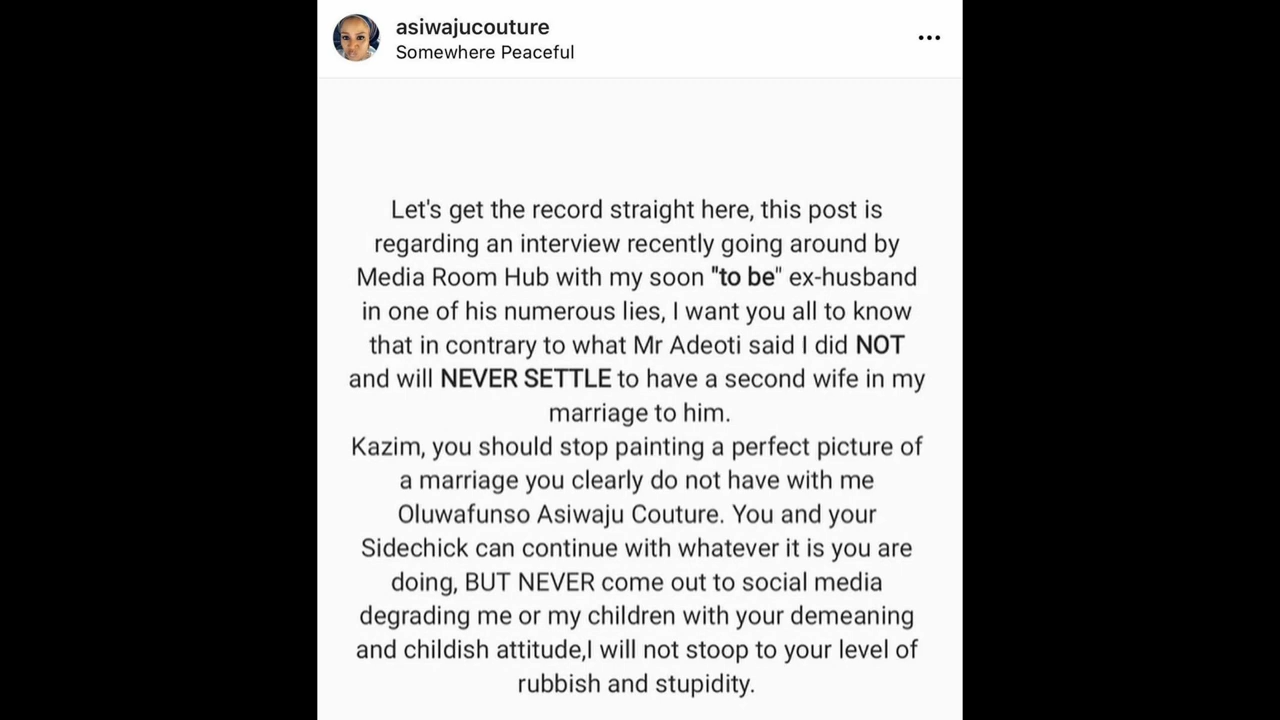 asiwajucouture
Somewhere Peaceful
Let's get the record straight here, this post is
regarding an interview recently going around by
Media Room Hub with my soon "to be" ex-husband
in one of his numerous lies, I want you all to know
that in contrary to what Mr Adeoti said I did NOT
and will NEVER SETTLE to have a second wife in my
marriage to him.
Kazim, you should stop painting a perfect picture of
a marriage you clearly do not have with me
Oluwafunso Asiwaju Couture. You and your
Sidechick can continue with whatever it is you are
doing, BUT NEVER come out to social media
degrading me or my children with your demeaning
and childish attitude,I will not stoop to your level of
rubbish and stupidity.